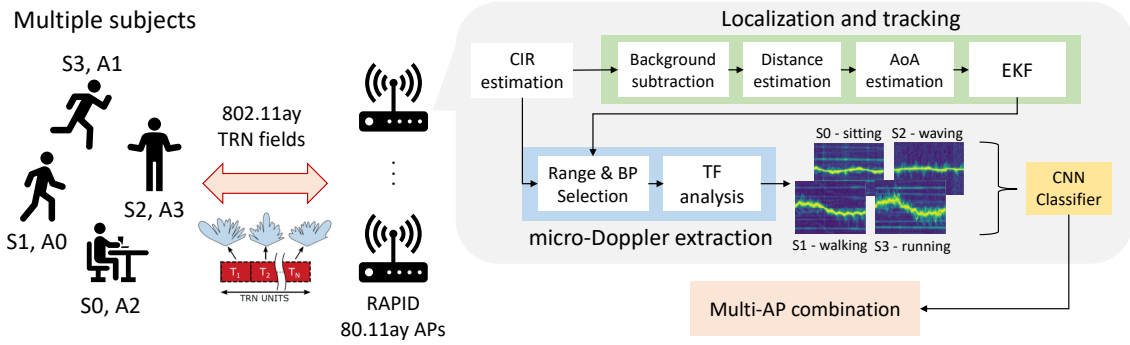 Multiple subjects
S3, A1
S2, A3
S1, A0
S0, A2
802.11ay
TRN fields
T1
T2
TN
TRN UNITS
...
RAPID
80.11ay APs
Localization and tracking
CIR
estimation
Background
subtraction
Distance
estimation
AoA
estimation
EKF
Range & BP
Selection
TF
analysis
micro-Doppler extraction
S0 - sitting
S2 - waving
S1 - walking
S3 - running
CNN
Classifier
Multi-AP combination